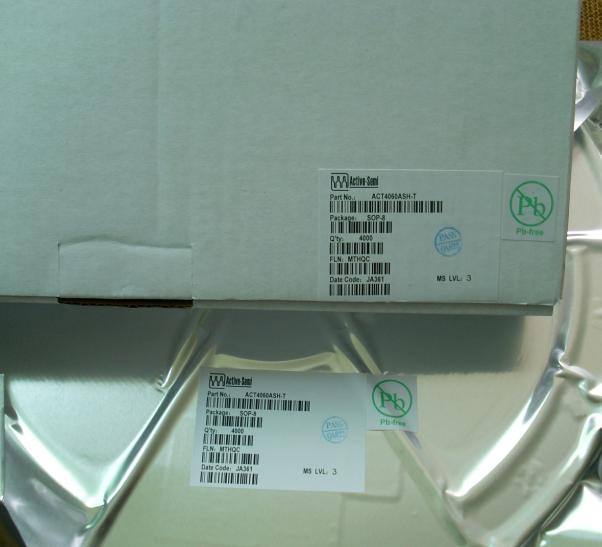 Active-Semi
Part No.: ACT4060ASH-T
Package: SOP-8
Q'ty: 4000
FLN: MTHQC
Date Code: JA361
MS LVL: 3
PASS
Pb
Pb-free
Active-Semi
Part No.: ACT4060ASH-T
Package: SOP-8
Q'ty: 4000
FLN: MTHQC
Date Code: JA361
MS LVL: 3
PASS
Pb
Pb-free